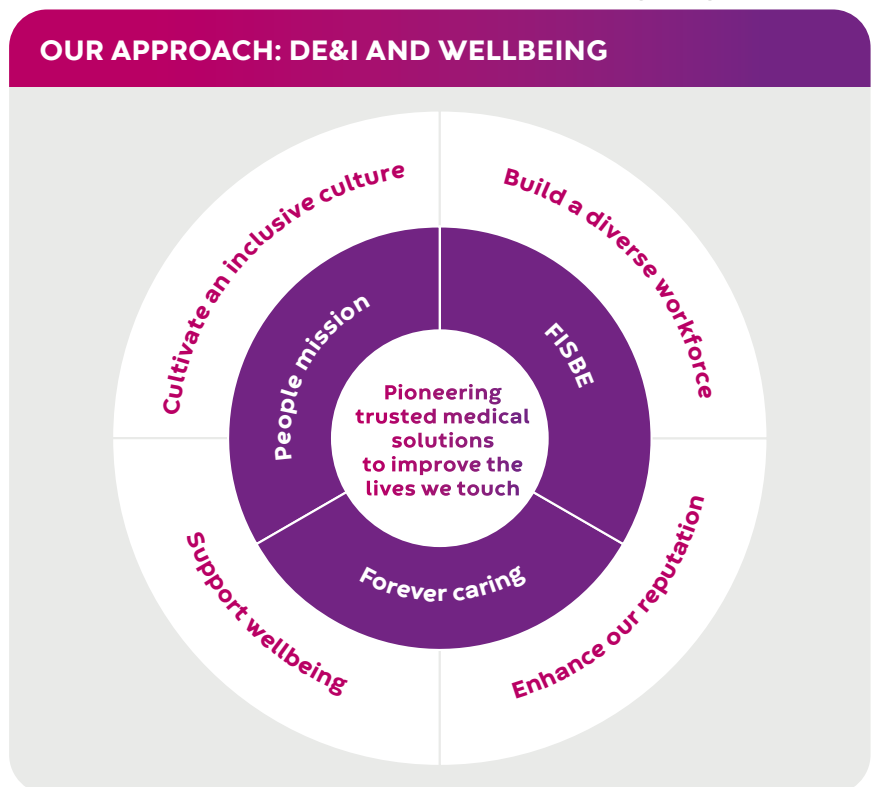 OUR APPROACH: DE&I AND WELLBEING
Cultivate an inclusive culture
Build a diverse workforce
People mission
FISBE
Pioneering
trusted medical
solutions
to improve the
lives we touch
Forever caring
Support wellbeing
Enhance our reputation